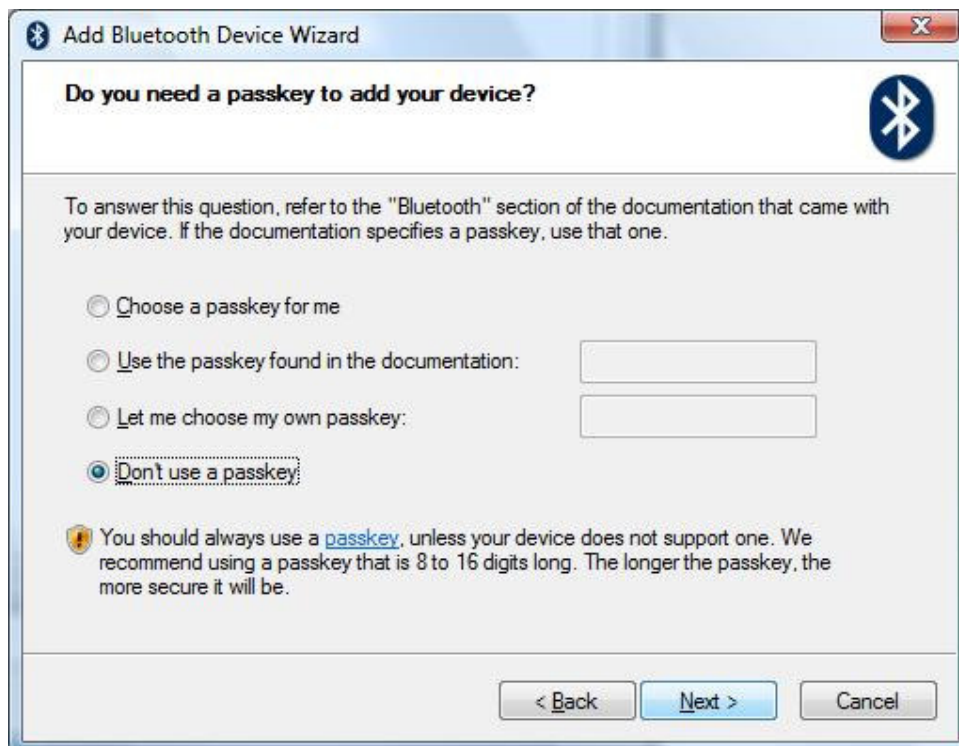 Add Bluetooth Device Wizard
Do you need a passkey to add your device?
To answer this question, refer to the "Bluetooth" section of the documentation that came with
your device. If the documentation specifies a passkey, use that one.
Choose a passkey for me
Use the passkey found in the documentation:
Let me choose my own passkey:
Don't use a passkey
You should always use a passkey, unless your device does not support one. We
recommend using a passkey that is 8 to 16 digits long. The longer the passkey, the
more secure it will be.
< Back Next > Cancel